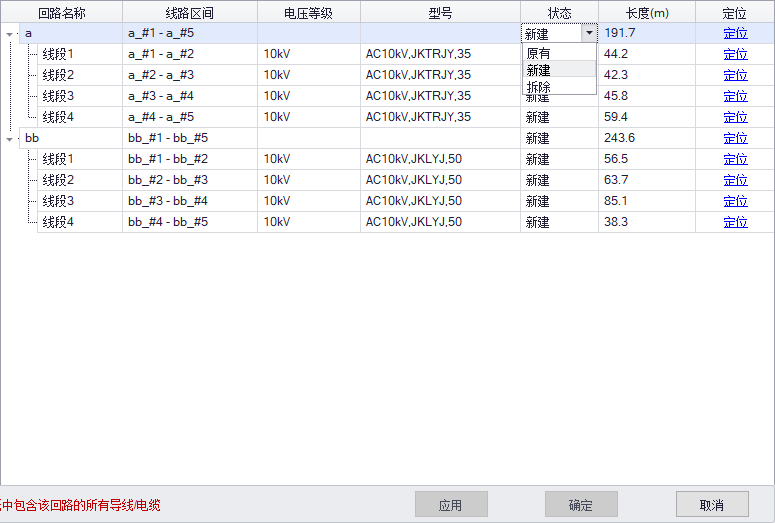 回路名称 线路区间 电压等级 型号 状态 长度(m) 定位
a a_#1 - a_#5 新建 191.7 定位
线段1 a_#1 - a_#2 10kV AC10kV,JKTRJY,35 原有 44.2 定位
线段2 a_#2 - a_#3 10kV AC10kV,JKTRJY,35 新建 42.3 定位
拆除
线段3 a_#3 - a_#4 10kV AC10kV,JKTRJY,35 新建 45.8 定位
线段4 a_#4 - a_#5 10kV AC10kV,JKTRJY,35 新建 59.4 定位
bb bb_#1 - bb_#5 新建 243.6 定位
线段1 bb_#1 - bb_#2 10kV AC10kV,JKLYJ,50 新建 56.5 定位
线段2 bb_#2 - bb_#3 10kV AC10kV,JKLYJ,50 新建 63.7 定位
线段3 bb_#3 - bb_#4 10kV AC10kV,JKLYJ,50 新建 85.1 定位
线段4 bb_#4 - bb_#5 10kV AC10kV,JKLYJ,50 新建 38.3 定位
中包含该回路的所有导线/电缆 应用 确定 取消